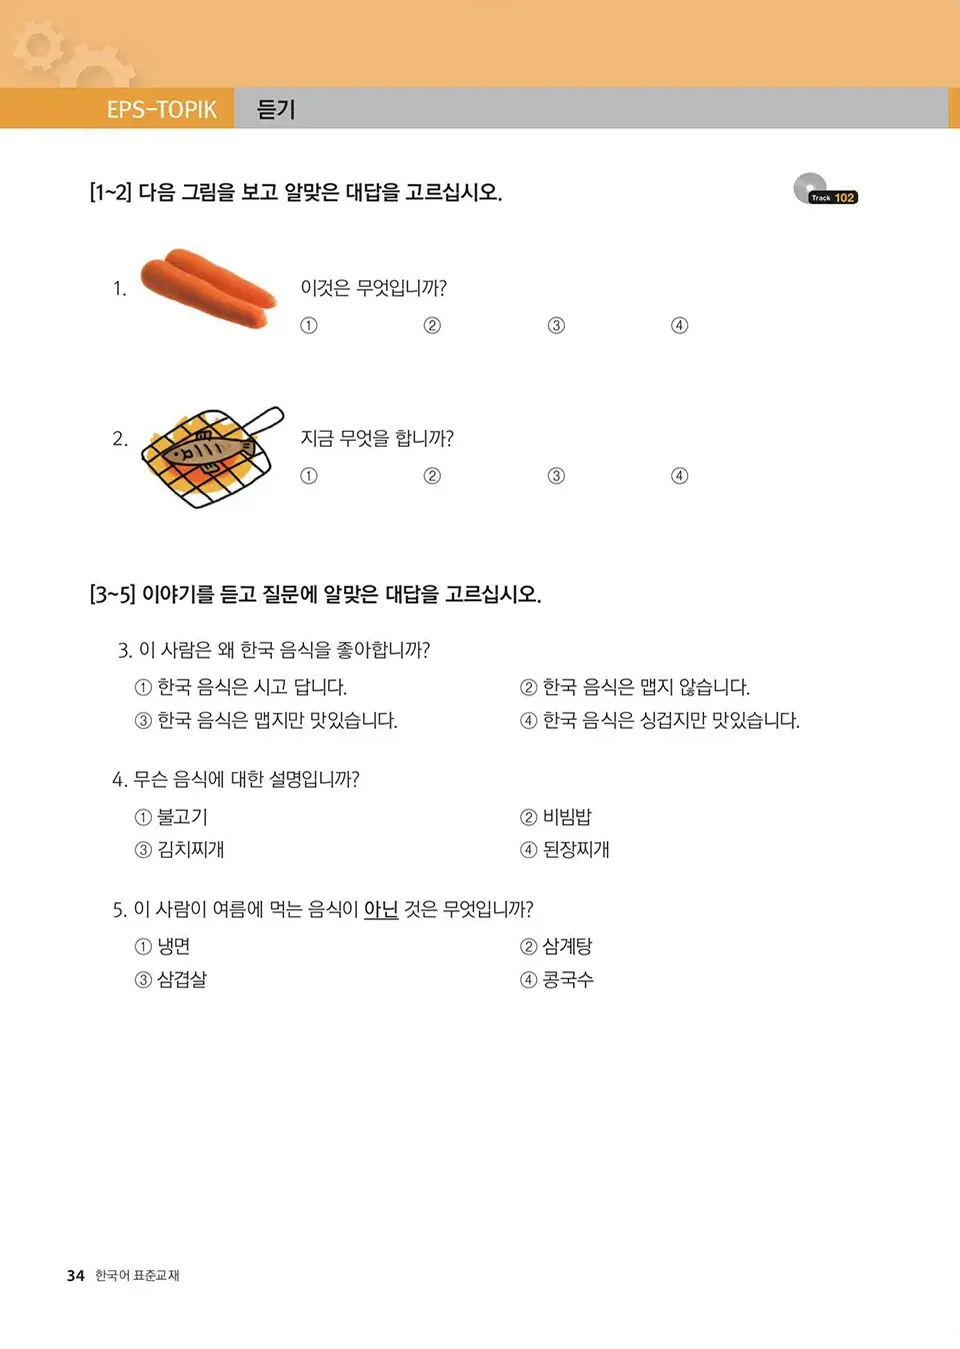 EPS-TOPIK 듣기
[1~2] 다음 그림을 보고 알맞은 대답을 고르십시오.
Track 102
1. 이것은 무엇입니까?
① ② ③ ④
2. 지금 무엇을 합니까?
① ② ③ ④
[3~5] 이야기를 듣고 질문에 알맞은 대답을 고르십시오.
3. 이 사람은 왜 한국 음식을 좋아합니까?
① 한국 음식은 시고 답니다. ② 한국 음식은 맵지 않습니다.
③ 한국 음식은 맵지만 맛있습니다. ④ 한국 음식은 싱겁지만 맛있습니다.
4. 무슨 음식에 대한 설명입니까?
① 불고기 ② 비빔밥
③ 김치찌개 ④ 된장찌개
5. 이 사람이 여름에 먹는 음식이 아닌 것은 무엇입니까?
① 냉면 ② 삼계탕
③ 삼겹살 ④ 콩국수
34 한국어 표준교재